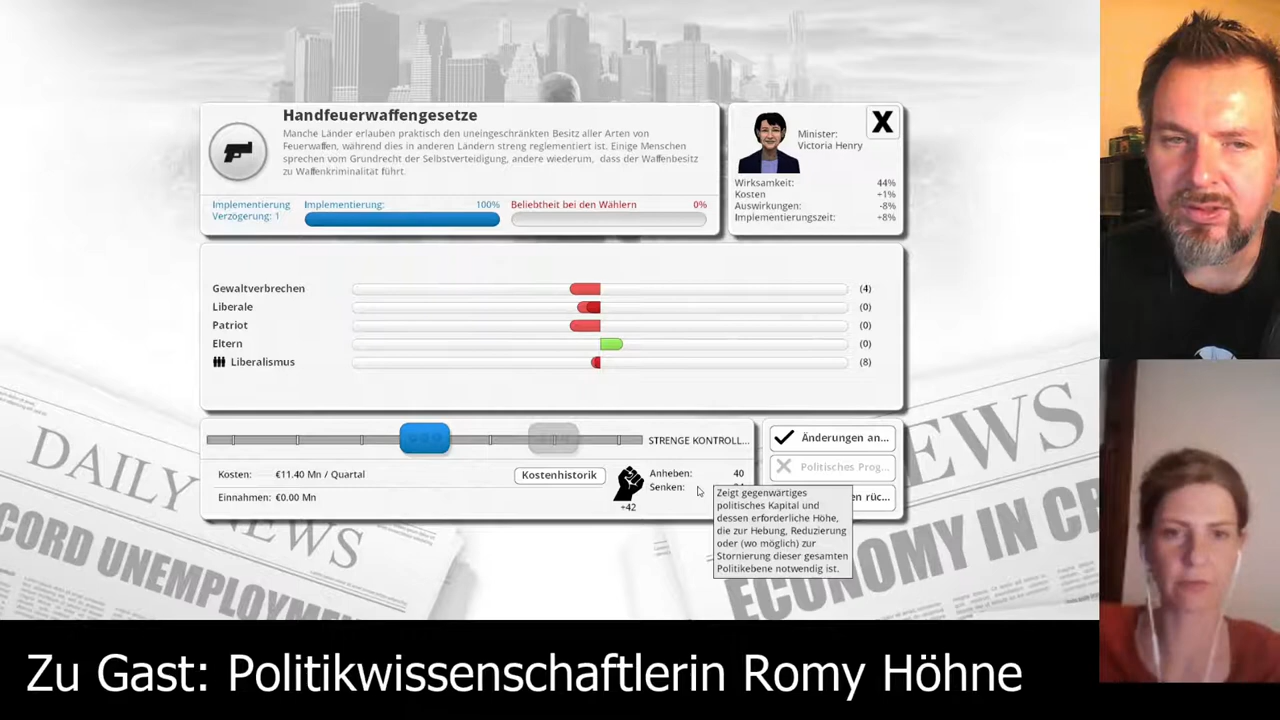 Handfeuerwaffengesetze
Manche Länder erlauben praktisch den uneingeschränkten Besitz aller Arten von
Feuerwaffen, während dies in anderen Ländern streng reglementiert ist. Einige Menschen
sprechen vom Grundrecht der Selbstverteidigung, andere wiederum, dass der Waffenbesitz
zu Waffenkriminalität führt.
Implementierung
Verzögerung: 1
Implementierung: 100%
Beliebtheit bei den Wählern 0%
X
Minister:
Victoria Henry
Wirksamkeit: 44%
Kosten +1%
Auswirkungen: -8%
Implementierungszeit: +8%
Gewaltverbrechen (4)
Liberale (0)
Patriot (0)
Eltern (0)
Liberalismus (8)
STRENGE KONTROLL...
Kosten: €11.40 Mn / Quartal
Kostenhistorik
Einnahmen: €0.00 Mn
+42
Anheben: 40
Senken:
Änderungen an...
Politisches Prog...
en rüc...
Zeigt gegenwärtiges
politisches Kapital und
dessen erforderliche Höhe,
die zur Hebung, Reduzierung
oder (wo möglich) zur
Stornierung dieser gesamten
Politikebene notwendig ist.
DAILY NEWS
CORD UNEMPLOYM
NEWS
ECONOMY IN CR
Zu Gast: Politikwissenschaftlerin Romy Höhne